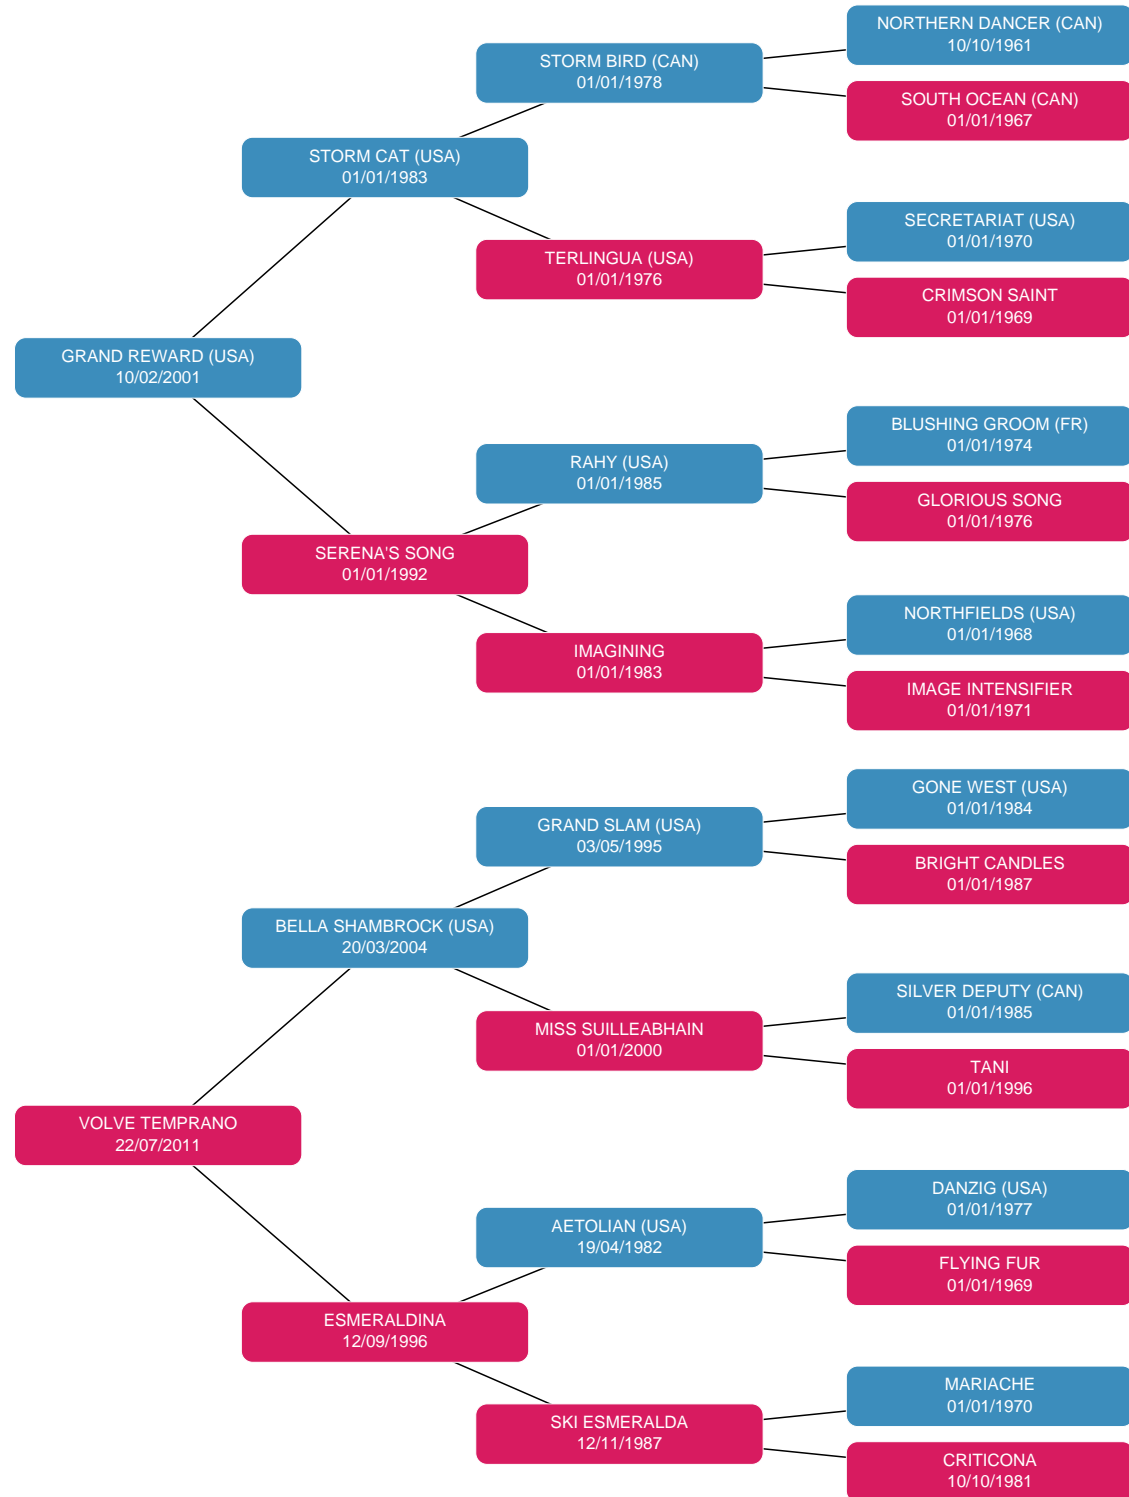 NORTHERN DANCER (CAN)
10/10/1961
STORM BIRD (CAN)
01/01/1978
SOUTH OCEAN (CAN)
01/01/1967
STORM CAT (USA)
01/01/1983
SECRETARIAT (USA)
01/01/1970
TERLINGUA (USA)
01/01/1976
CRIMSON SAINT
01/01/1969
GRAND REWARD (USA)
10/02/2001
BLUSHING GROOM (FR)
01/01/1974
RAHY (USA)
01/01/1985
GLORIOUS SONG
01/01/1976
SERENA'S SONG
01/01/1992
NORTHFIELDS (USA)
01/01/1968
IMAGINING
01/01/1983
IMAGE INTENSIFIER
01/01/1971
GONE WEST (USA)
01/01/1984
GRAND SLAM (USA)
03/05/1995
BRIGHT CANDLES
01/01/1987
BELLA SHAMBROCK (USA)
20/03/2004
SILVER DEPUTY (CAN)
01/01/1985
MISS SUILLEABHAIN
01/01/2000
TANI
01/01/1996
VOLVE TEMPRANO
22/07/2011
DANZIG (USA)
01/01/1977
AETOLIAN (USA)
19/04/1982
FLYING FUR
01/01/1969
ESMERALDINA
12/09/1996
MARIACHE
01/01/1970
SKI ESMERALDA
12/11/1987
CRITICONA
10/10/1981